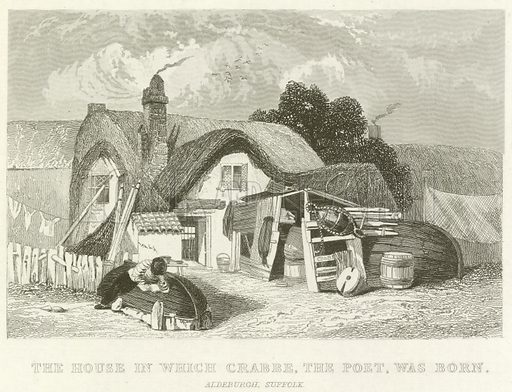 THE HOUSE IN WHICH CRABBE, THE POET, WAS BORN.
ALDEBURGH, SUFFOLK.